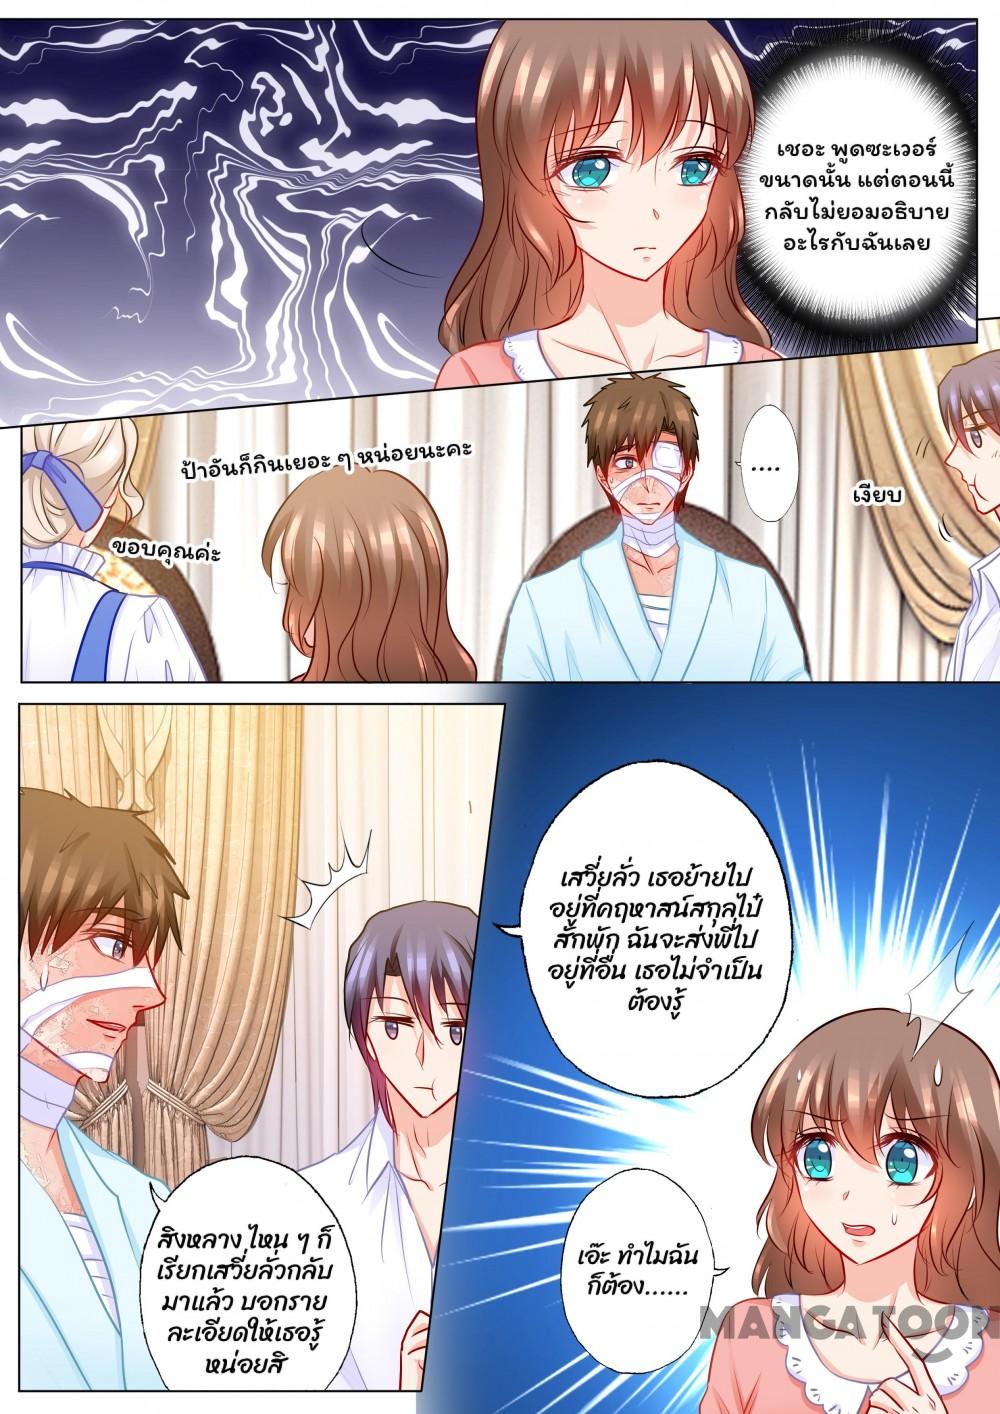 เชอะ พูดซะเวอร์
ขนาดนั้น แต่ตอนนี้
กลับไม่ยอมอธิบาย
อะไรกับฉันเลย
ป้าอันก็กินเยอะ ๆ หน่อยนะคะ
ขอบคุณค่ะ
....
เงียบ
สิงหลาง ไหน ๆ ก็
เรียกเสวี่ยลั่วกลับ
มาแล้ว บอกราย
ละเอียดให้เธอรู้
หน่อยสิ
เสวี่ยลั่ว เธอย้ายไป
อยู่ที่คฤหาสน์สกุลไป๋
สักพัก ฉันจะส่งพี่ไป
อยู่ที่อื่น เธอไม่จำเป็น
ต้องรู้
เอ๊ะ ทำไมฉัน
ก็ต้อง......
MANGATOON